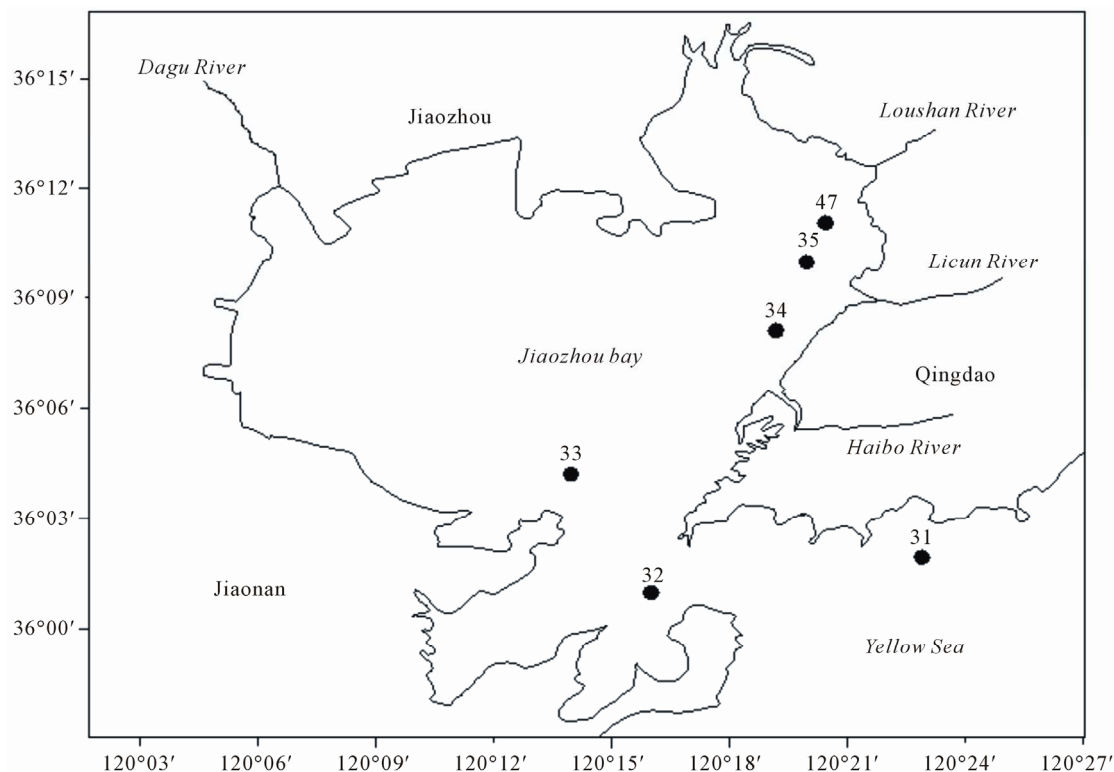 36°15′
Dagu River
Jiaozhou
Loushan River
36°12′
47
35
Licun River
36°09′
34
Jiaozhou bay
Qingdao
36°06′
Haibo River
33
36°03′
31
32
Jiaonan
36°00′
Yellow Sea
120°03′ 120°06′ 120°09′ 120°12′ 120°15′ 120°18′ 120°21′ 120°24′ 120°27′